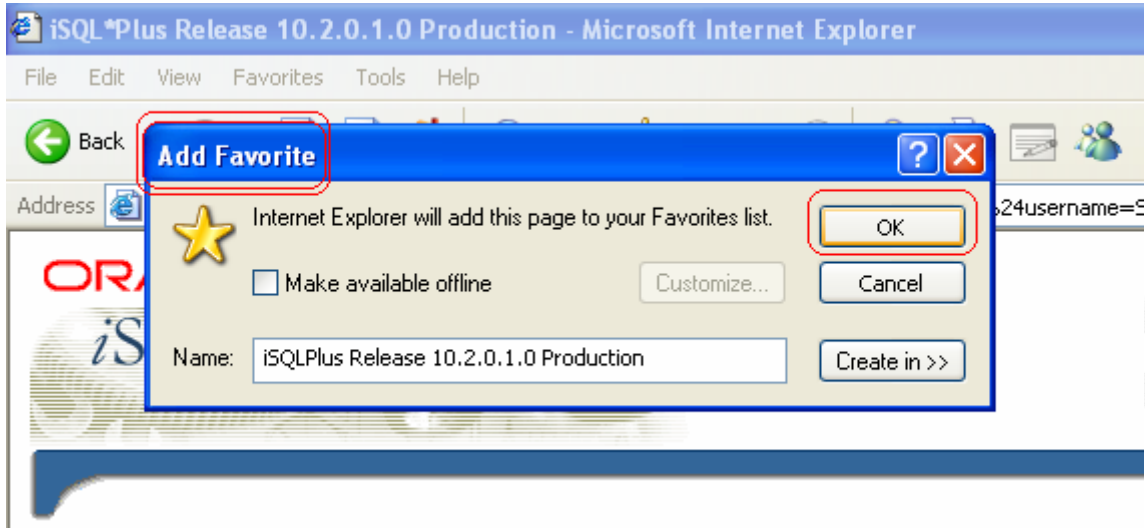 iSQL*Plus Release 10.2.0.1.0 Production - Microsoft Internet Explorer
File Edit View Favorites Tools Help
Back
Add Favorite
Address
24username=S
Internet Explorer will add this page to your Favorites list.
OK
Make available offline
Customize...
Cancel
ORA
iS
Name:
iSQLPlus Release 10.2.0.1.0 Production
Create in >>